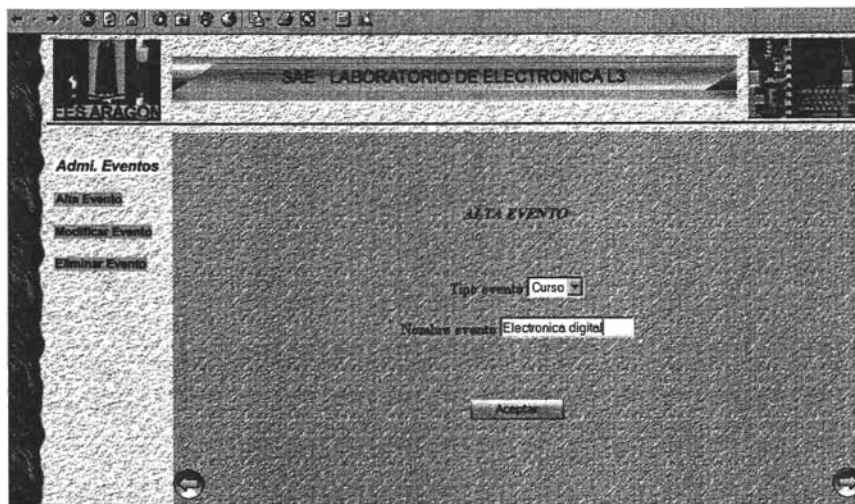 SAE LABORATORIO DE ELECTRONICA L3
EES ARAGON
Admi. Eventos
Alta Evento
Modificar Evento
Eliminar Evento
ALTA EVENTO
Tipo evento Curso
Nombre evento Electronica digital
Aceptar